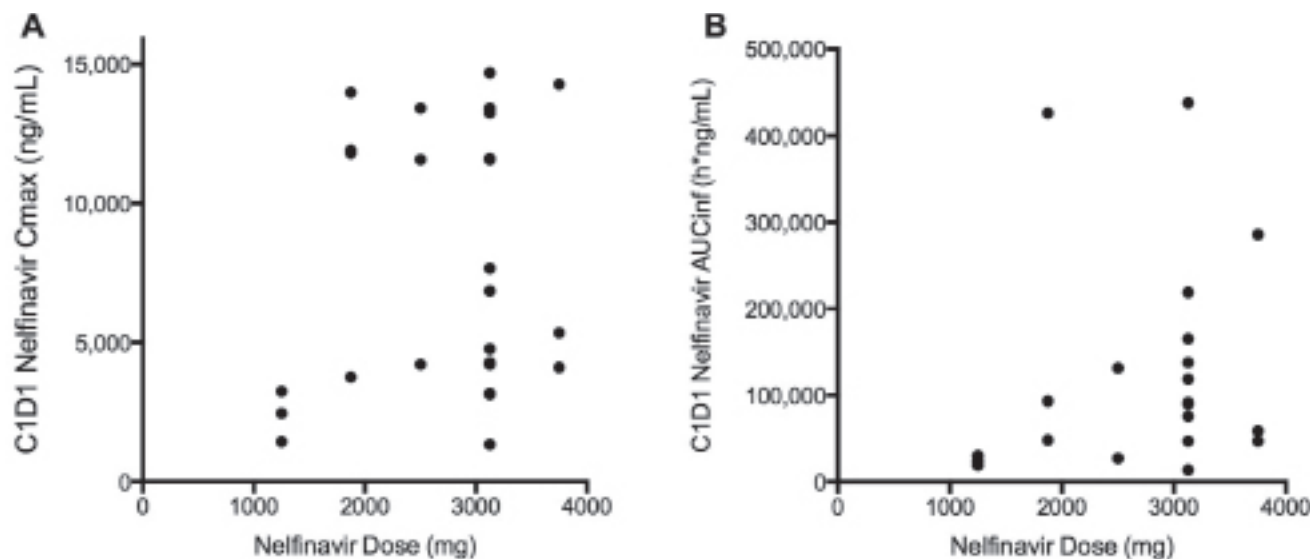 A
C1D1 Nelfinavir Cmax (ng/mL)
15,000
10,000
5,000
0
0 1000 2000 3000 4000
Nelfinavir Dose (mg)
B
C1D1 Nelfinavir AUCinf (h*ng/mL)
500,000
400,000
300,000
200,000
100,000
0
0 1000 2000 3000 4000
Nelfinavir Dose (mg)